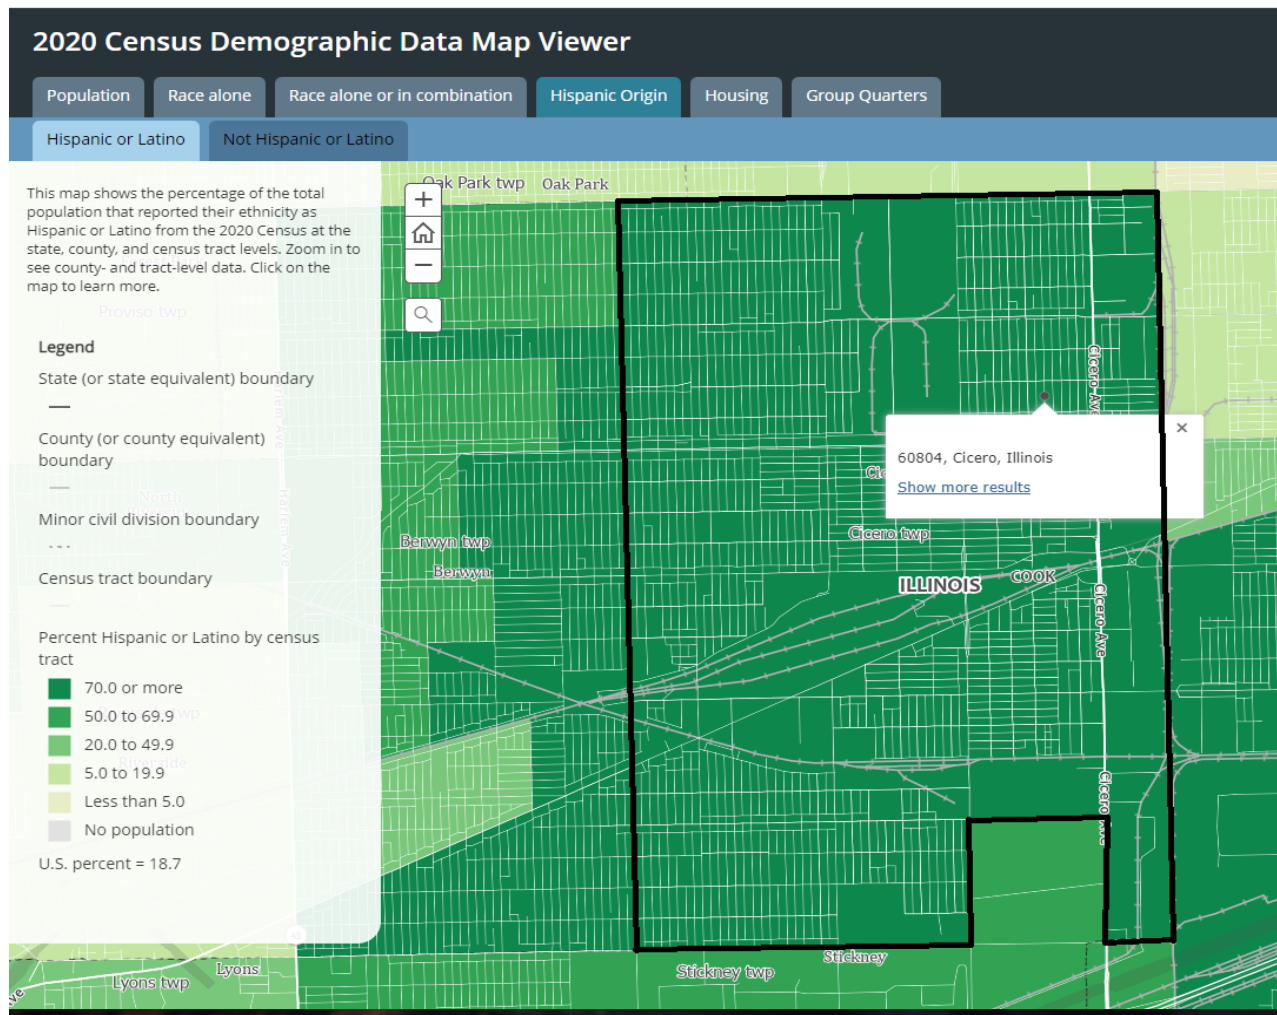 2020 Census Demographic Data Map Viewer
Population
Race alone
Race alone or in combination
Hispanic Origin
Housing
Group Quarters
Hispanic or Latino
Not Hispanic or Latino
This map shows the percentage of the total
population that reported their ethnicity as
Hispanic or Latino from the 2020 Census at the
state, county, and census tract levels. Zoom in to
see county- and tract-level data. Click on the
map to learn more.
Proviso twp
Legend
State (or state equivalent) boundary
County (or county equivalent)
boundary
North
Minor civil division boundary
Census tract boundary
Percent Hispanic or Latino by census
tract
70.0 or more
50.0 to 69.9
20.0 to 49.9
5.0 to 19.9
Less than 5.0
No population
U.S. percent = 18.7
Riverside
Oak Park twp
Oak Park
Cicero Ave
60804, Cicero, Illinois
Show more results
Cicero twp
Berwyn twp
Berwyn
ILLINOIS
COOK
Cicero Ave
Cicero Ave
Stickney
Stickney twp
Lyons
Lyons twp